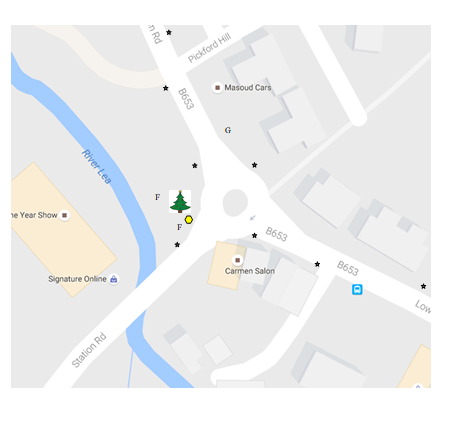 n Rd
Pickford Hill
Masoud Cars
B653
G
River Lea
F
F
ne Year Show
B653
B653
Carmen Salon
Signature Online
Low
Station Rd